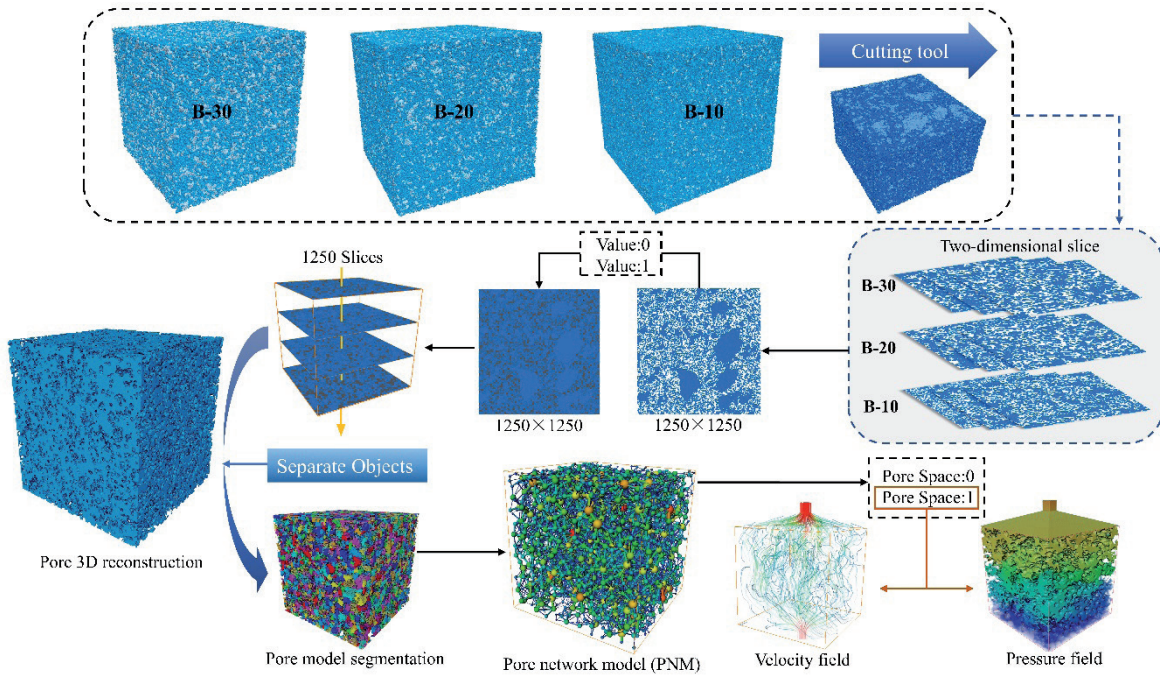 B-30
B-20
B-10
Cutting tool
Two-dimensional slice
B-30
B-20
B-10
Value:0
Value:1
1250×1250
1250×1250
1250 Slices
Separate Objects
Pore 3D reconstruction
Pore model segmentation
Pore network model (PNM)
Pore Space:0
Pore Space:1
Velocity field
Pressure field